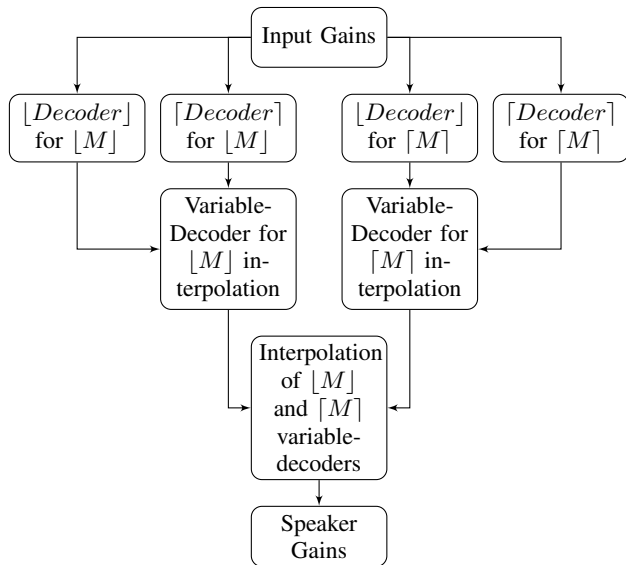 Input Gains
⌊Decoder⌋
for ⌊M⌋
⌈Decoder⌉
for ⌊M⌋
⌊Decoder⌋
for ⌈M⌉
⌈Decoder⌉
for ⌈M⌉
Variable-
Decoder for
⌊M⌋ in-
terpolation
Variable-
Decoder for
⌈M⌉ in-
terpolation
Interpolation
of ⌊M⌋
and ⌈M⌉
variable-
decoders
Speaker
Gains